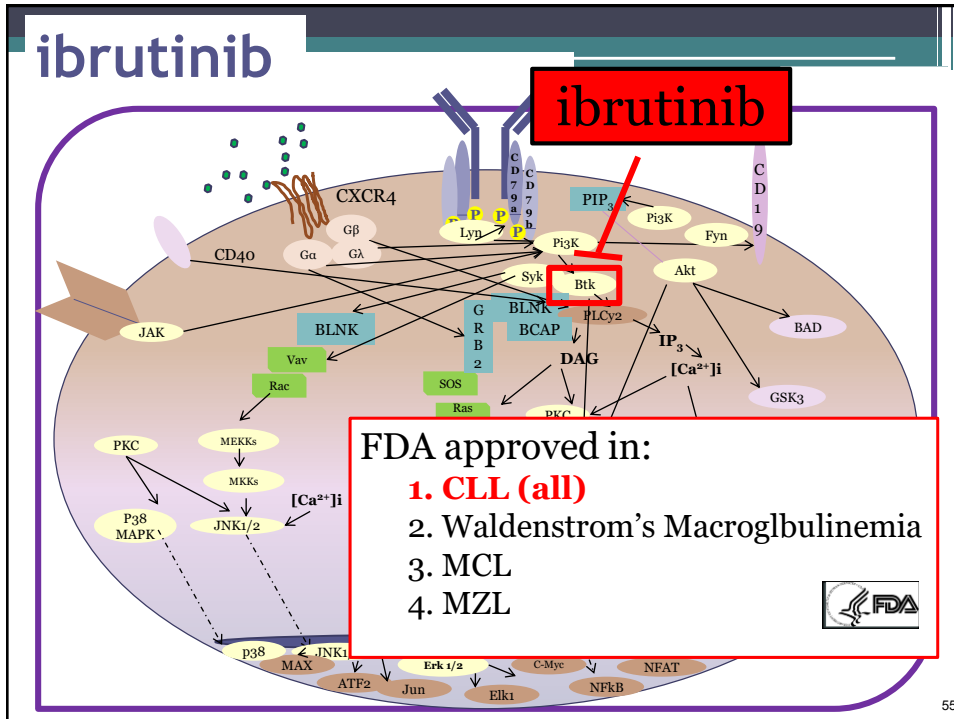 ibrutinib
ibrutinib
CXCR4
CD40
CD79a
CD79b
CD19
P
P
P
Lyn
Gβ
Gα
Gλ
Pi3K
PIP3
Pi3K
Fyn
Syk
Btk
Akt
JAK
BLNK
GRB2
BLNK
BCAP
PLCy2
BAD
Vav
DAG
IP3
[Ca²⁺]i
Rac
SOS
Ras
PKC
GSK3
PKC
MEKKs
MKKs
[Ca²⁺]i
P38
MAPK
JNK1/2
FDA approved in:
1. CLL (all)
2. Waldenstrom’s Macroglbulinemia
3. MCL
4. MZL
FDA
p38
JNK1
MAX
Erk 1/2
C-Myc
NFAT
ATF2
Jun
Elk1
NFkB
55